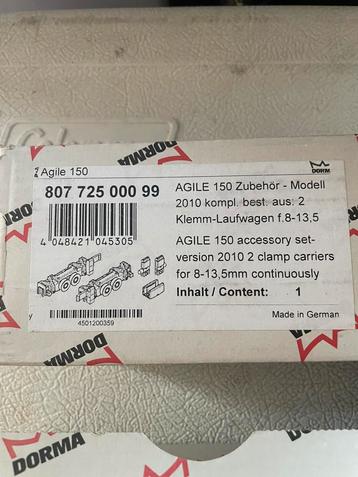 Agile 150
807 725 000 99
4 048421 045305
AGILE 150 Zubehör - Modell
2010 kompl. best. aus: 2
Klemm-Laufwagen f.8-13,5
AGILE 150 accessory set-
version 2010 2 clamp carriers
for 8-13,5mm continuously
Inhalt / Content: 1
4501200359
Made in German
DORM
DORMA
DORMA
DORMA